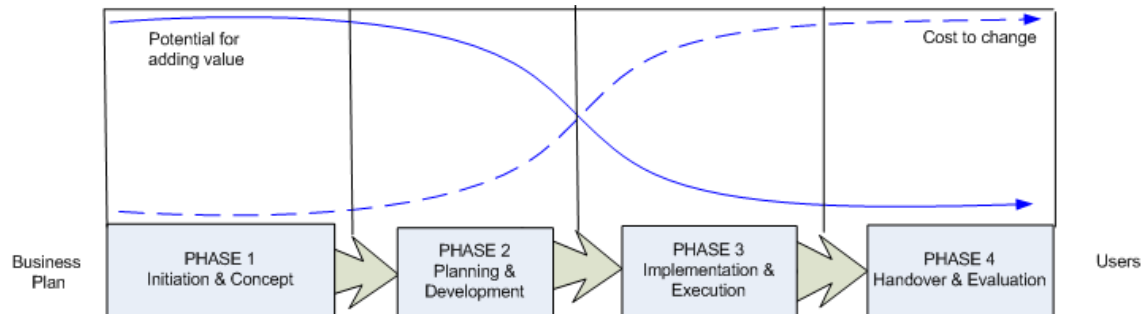 Potential for
adding value
Cost to change
Business
Plan
PHASE 1
Initiation & Concept
PHASE 2
Planning &
Development
PHASE 3
Implementation &
Execution
PHASE 4
Handover & Evaluation
Users